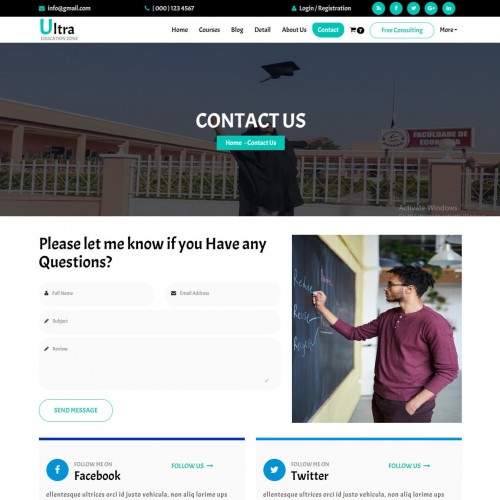 info@gmail.com
( 000 ) 123 4567
Login / Registration
Ultra
EDUCATION ZONE
Home
Courses
Blog
Detail
About Us
Contact
Free Consulting
More
FACULDADE DE
CONTACT US
Home - Contact Us
Activate Windows
Please let me know if you Have any
Questions?
Full Name
Email Address
Subject
Review
SEND MESSAGE
Reduce
Reuse
FOLLOW ME ON
Facebook
FOLLOW US →
ellentesque ultrices orci id justo vehicula, non aliq lorime ups
FOLLOW ME ON
Twitter
FOLLOW US →
ellentesque ultrices orci id justo vehicula, non aliq lorime ups